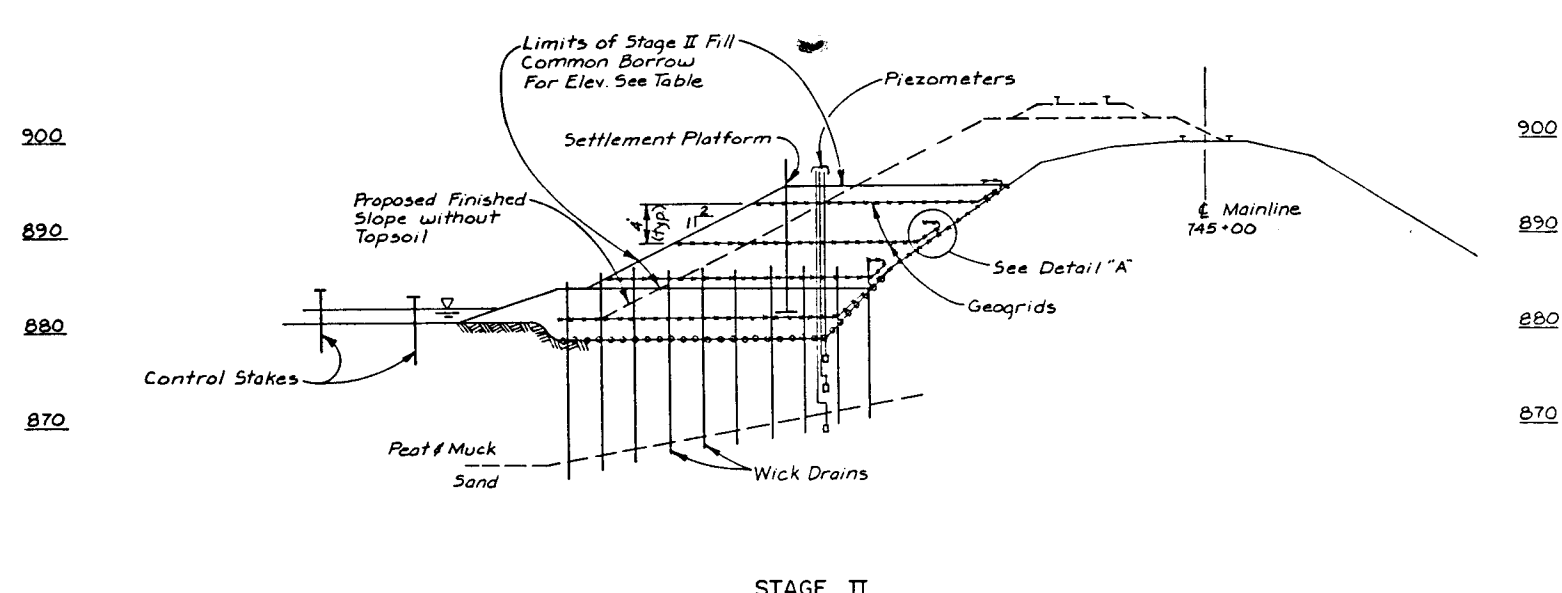 Limits of Stage II Fill
Common Borrow
For Elev. See Table
Piezometers
900
900
Settlement Platform
Proposed Finished
Slope without
Topsoil
4'
(typ)
2
1
℄ Mainline
745+00
890
890
See Detail "A"
Geogrids
880
880
Control Stakes
870
870
Peat & Muck
Sand
Wick Drains
STAGE II